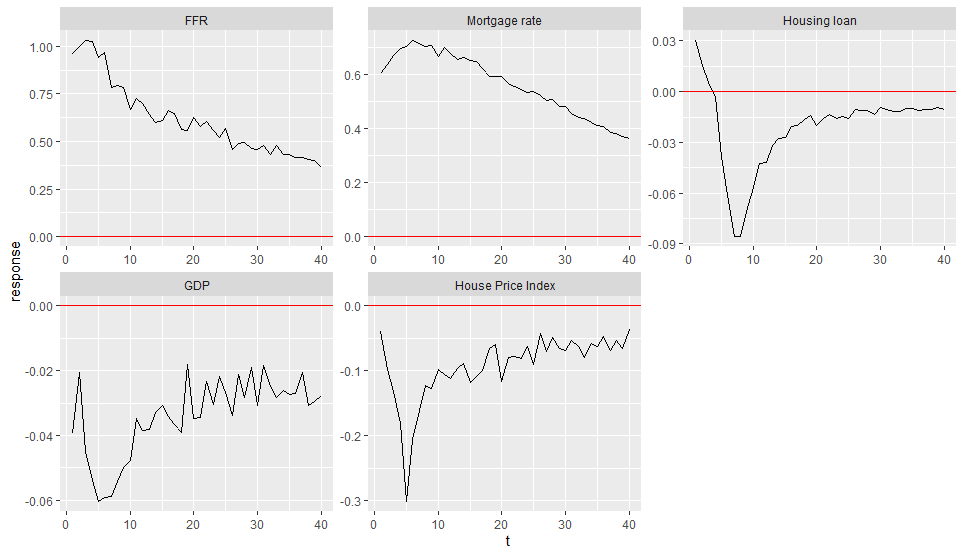 FFR
Mortgage rate
Housing loan
1.00
0.75
0.50
0.25
0.00
0 10 20 30 40
0.6
0.4
0.2
0.0
0 10 20 30 40
0.03
0.00
-0.03
-0.06
-0.09
0 10 20 30 40
response
GDP
House Price Index
0.00
-0.02
-0.04
-0.06
0 10 20 30 40
0.0
-0.1
-0.2
-0.3
0 10 20 30 40
t